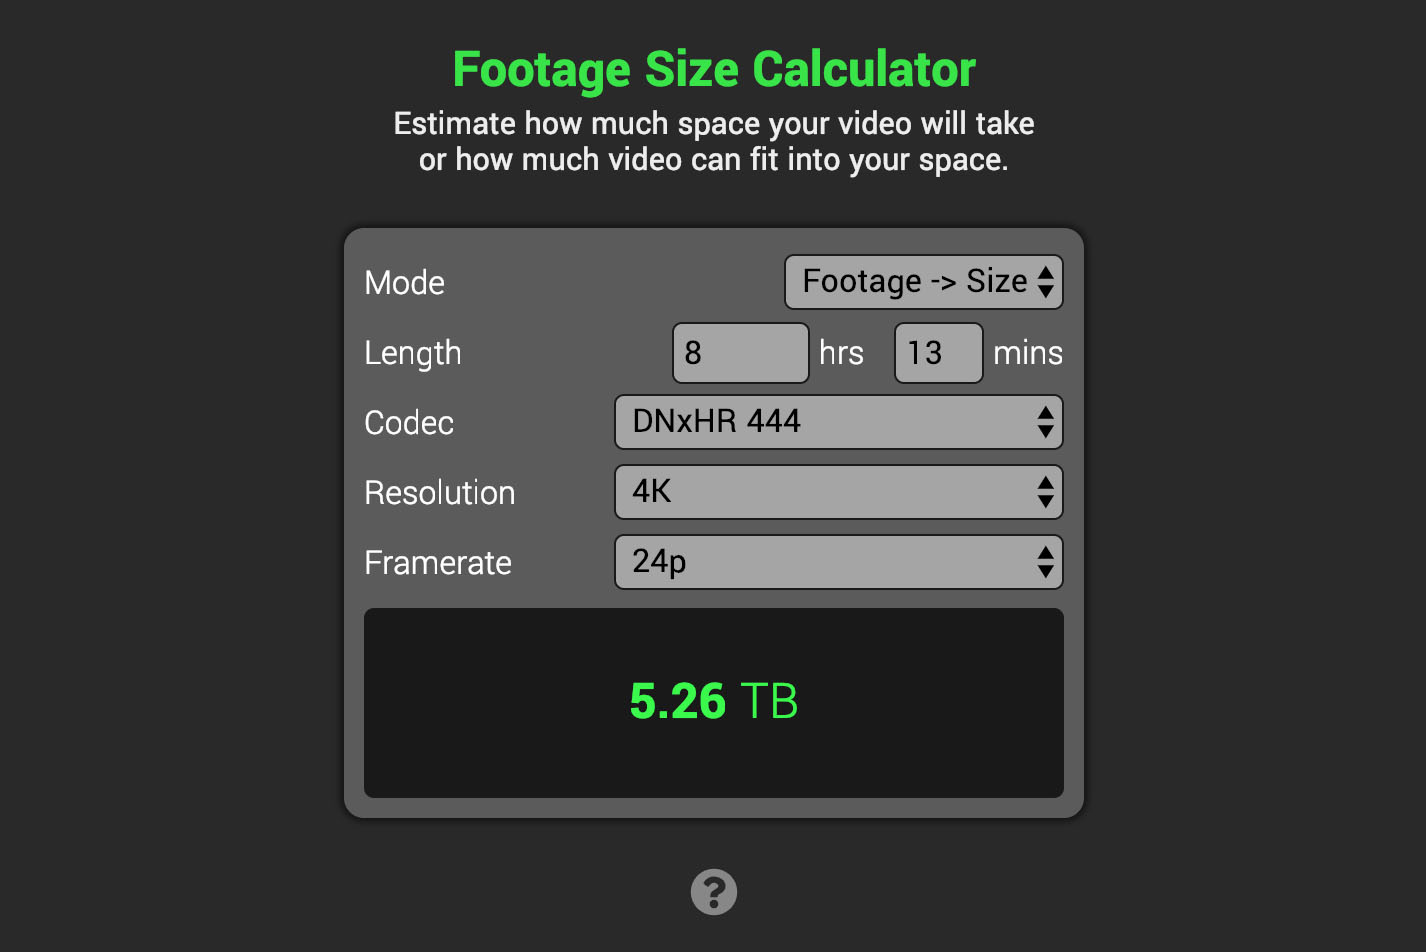 Footage Size Calculator
Estimate how much space your video will take
or how much video can fit into your space.
Mode Footage -> Size
Length 8 hrs 13 mins
Codec DNxHR 444
Resolution 4K
Framerate 24p
5.26 TB
?